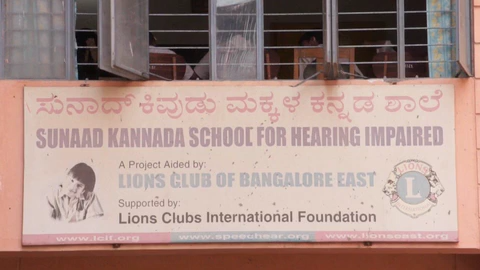 ಸುನಾದ್ ಕಿವುಡು ಮಕ್ಕಳ ಕನ್ನಡ ಶಾಲೆ
SUNAAD KANNADA SCHOOL FOR HEARING IMPAIRED
A Project Aided by:
LIONS CLUB OF BANGALORE EAST
Supported by:
Lions Clubs International Foundation
LIONS
L
www.lcif.org www.speechear.org www.lionseast.org